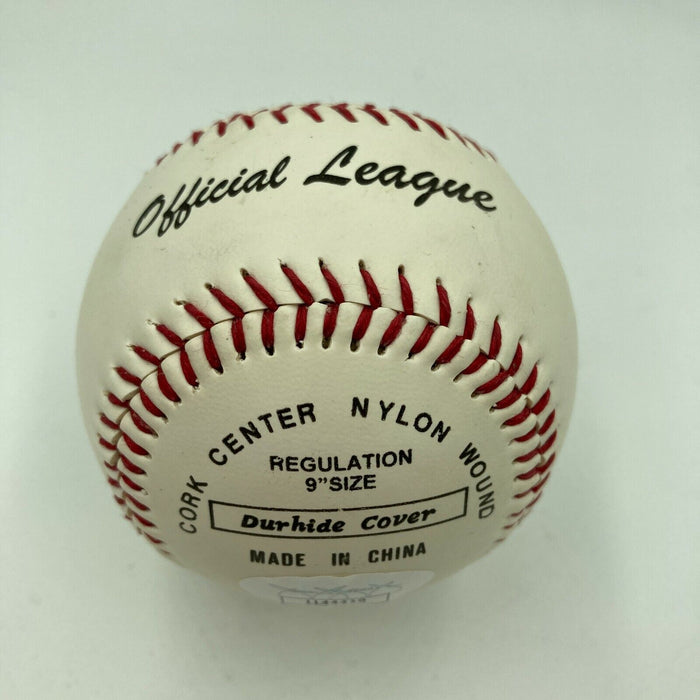 Official League
CORK CENTER NYLON WOUND
REGULATION
9" SIZE
Durhide Cover
MADE IN CHINA